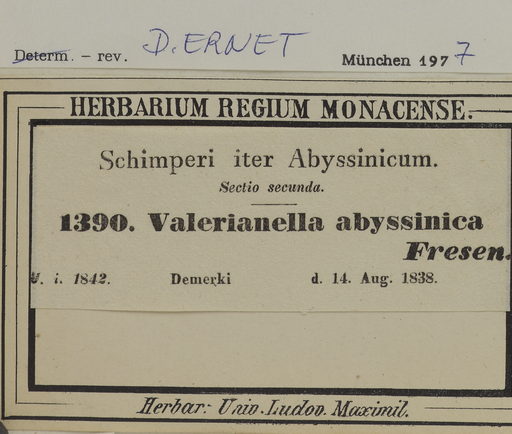 Determ. – rev. D. ERNET München 1977
HERBARIUM REGIUM MONACENSE.
Schimperi iter Abyssinicum.
Sectio secunda.
1390. Valerianella abyssinica
Fresen.
U. i. 1842. Demerki d. 14. Aug. 1838.
Herbar: Univ. Ludov. Maximil.